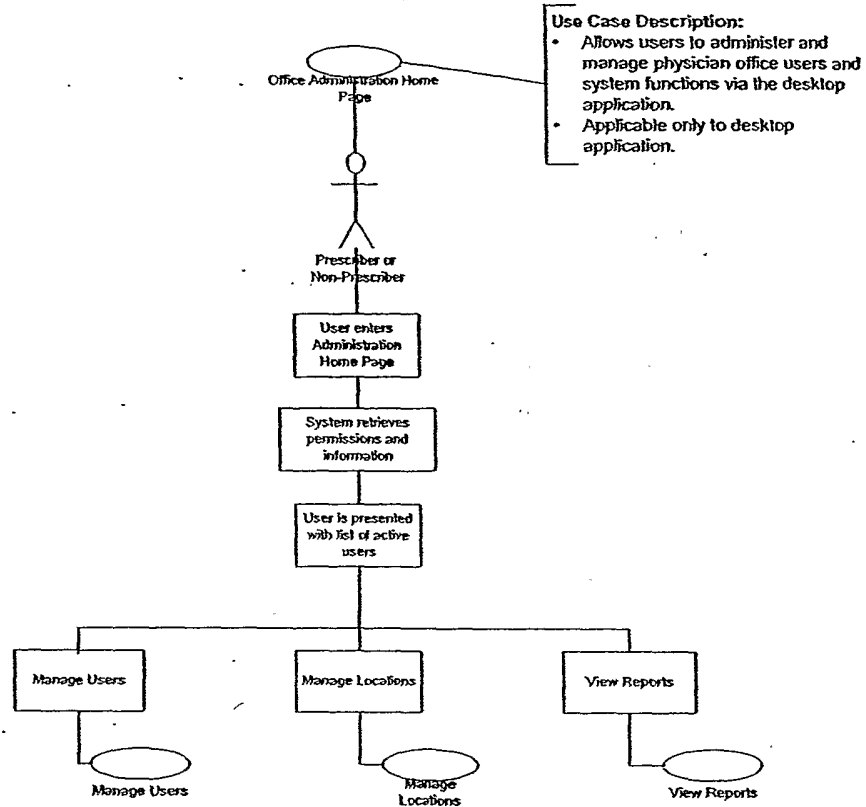 Use Case Description:
• Allows users to administer and
manage physician office users and
system functions via the desktop
application.
• Applicable only to desktop
application.
Office Administration Home
Page
Prescriber or
Non-Prescriber
User enters
Administration
Home Page
System retrieves
permissions and
information
User is presented
with list of active
users
Manage Users
Manage Locations
View Reports
Manage Users
Manage
Locations
View Reports